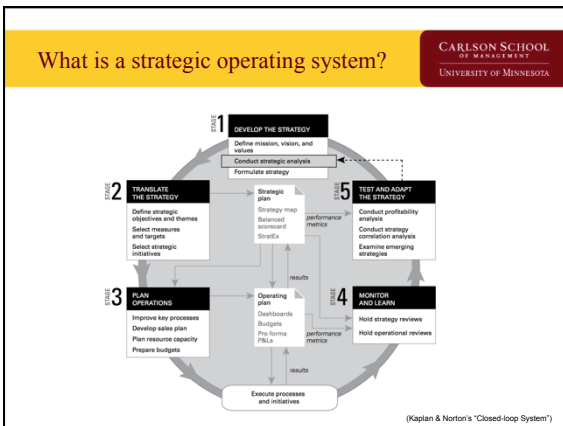 What is a strategic operating system?
CARLSON SCHOOL
OF MANAGEMENT
UNIVERSITY OF MINNESOTA
STAGE 1
DEVELOP THE STRATEGY
Define mission, vision, and
values
Conduct strategic analysis
Formulate strategy
STAGE 2
TRANSLATE
THE STRATEGY
Define strategic
objectives and themes
Select measures
and targets
Select strategic
initiatives
Strategic
plan
Strategy map
Balanced
scorecard
StratEx
performance
metrics
STAGE 5
TEST AND ADAPT
THE STRATEGY
Conduct profitability
analysis
Conduct strategy
correlation analysis
Examine emerging
strategies
results
STAGE 3
PLAN
OPERATIONS
Improve key processes
Develop sales plan
Plan resource capacity
Prepare budgets
Operating
plan
Dashboards
Budgets
Pro forma
P&Ls
performance
metrics
STAGE 4
MONITOR
AND LEARN
Hold strategy reviews
Hold operational reviews
results
Execute processes
and initiatives
(Kaplan & Norton's "Closed-loop System")